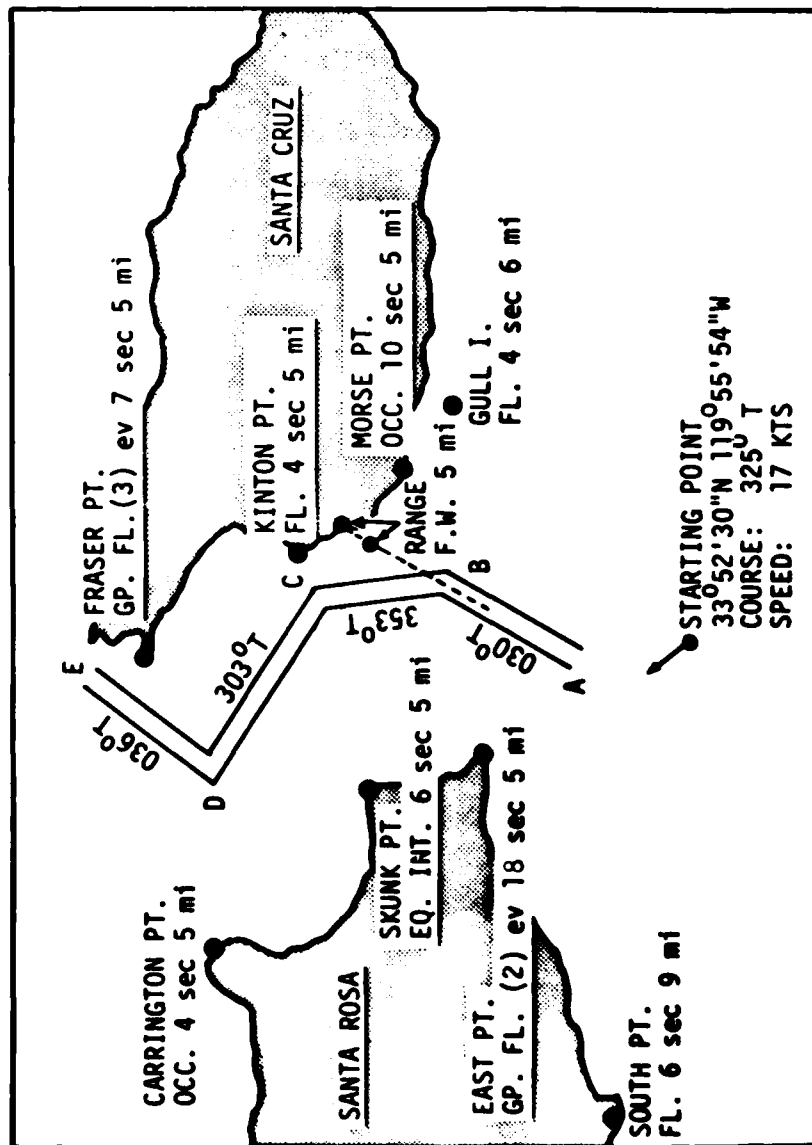 CARRINGTON PT.
OCC. 4 sec 5 mi
FRASER PT.
GP. FL.(3) ev 7 sec 5 mi
E
036°T
D
303°T
SANTA CRUZ
KINTON PT.
FL. 4 sec 5 mi
C
SANTA ROSA
SKUNK PT.
EQ. INT. 6 sec 5 mi
353°T
RANGE
F.W. 5 mi
MORSE PT.
OCC. 10 sec 5 mi
B
GULL I.
FL. 4 sec 6 mi
EAST PT.
GP. FL. (2) ev 18 sec 5 mi
030°T
A
SOUTH PT.
FL. 6 sec 9 mi
STARTING POINT
33°52'30"N 119°55'54"W
COURSE: 325° T
SPEED: 17 KTS